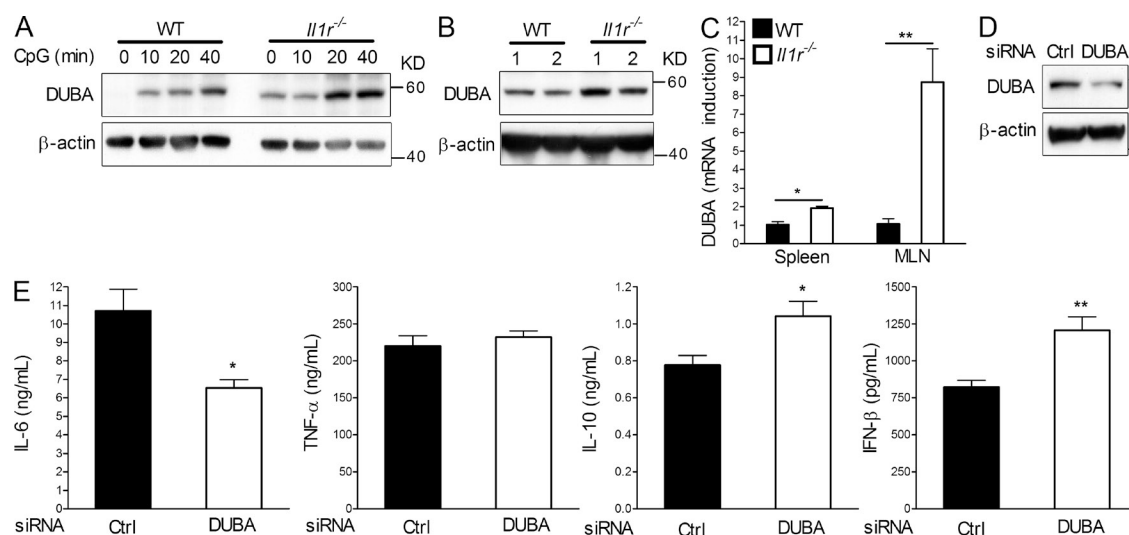 A
WT Il1r-/-
CpG (min) 0 10 20 40 0 10 20 40 KD
DUBA 60
β-actin 40
B
WT Il1r-/-
1 2 1 2 KD
DUBA 60
β-actin 40
C
WT
Il1r-/-
DUBA (mRNA induction)
12
11
10
9
8
7
6
5
4
3
2
1
0
* **
Spleen MLN
D
siRNA Ctrl DUBA
DUBA
β-actin
E
IL-6 (ng/mL)
12
11
10
9
8
7
6
5
4
3
2
1
0
*
siRNA Ctrl DUBA
TNF-α (ng/mL)
300
250
200
150
100
50
0
siRNA Ctrl DUBA
IL-10 (ng/mL)
1.2
1.0
0.8
0.6
0.4
0.2
0.0
*
siRNA Ctrl DUBA
IFN-β (pg/mL)
1500
1250
1000
750
500
250
0
**
siRNA Ctrl DUBA